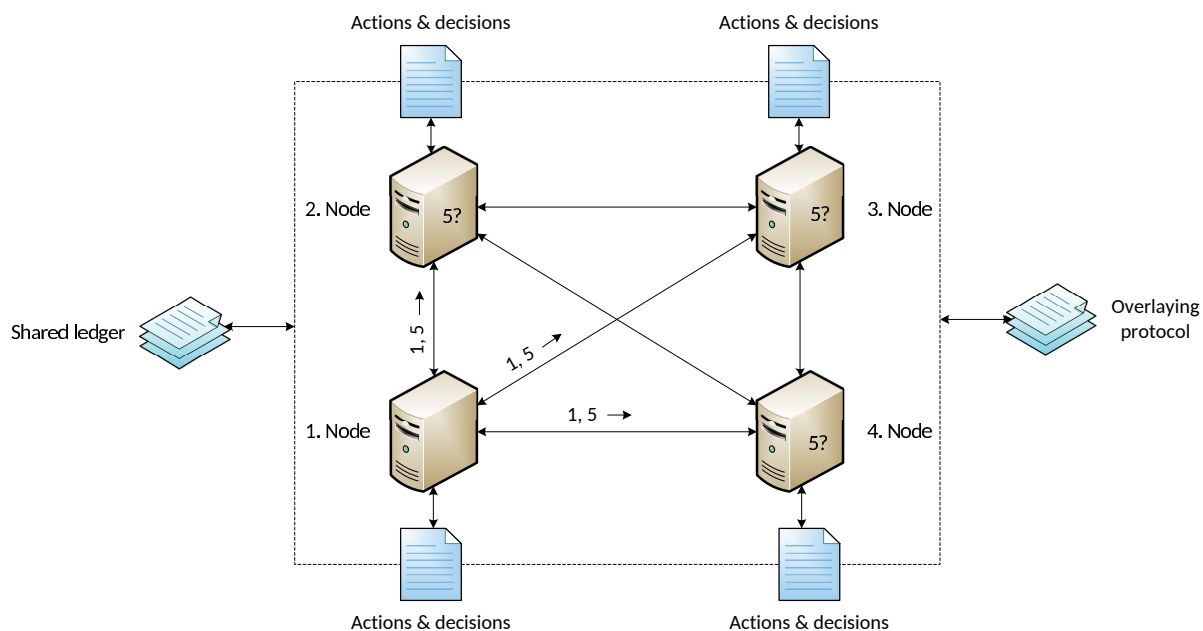 Actions & decisions
Actions & decisions
2. Node
5?
5?
3. Node
Shared ledger
1, 5
1, 5
Overlaying
protocol
1, 5
1. Node
5?
4. Node
Actions & decisions
Actions & decisions